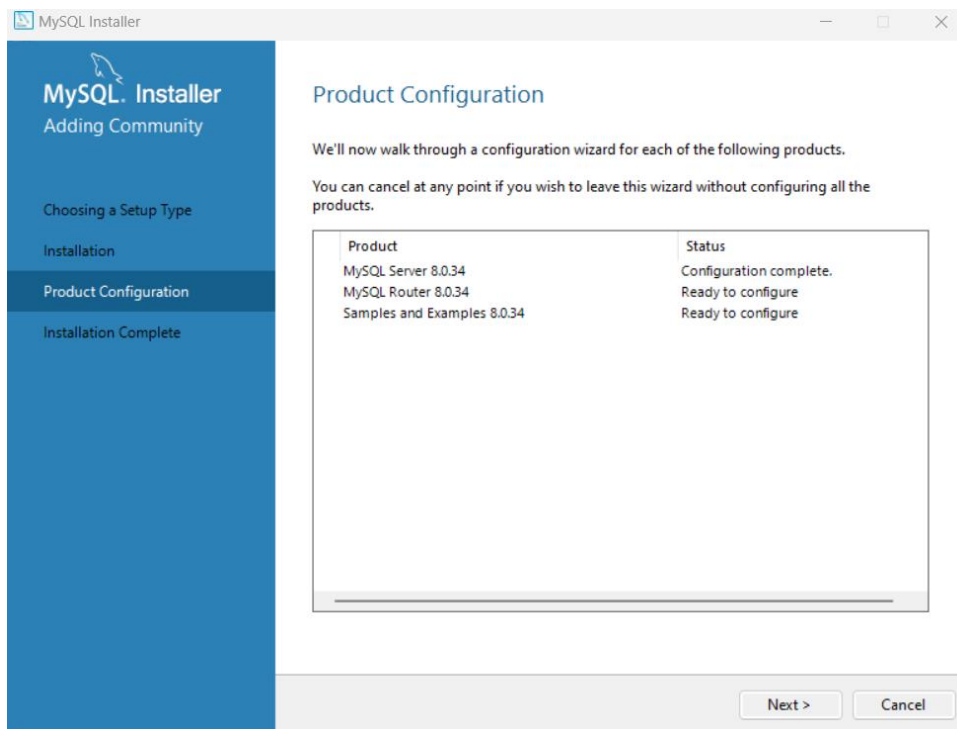 MySQL Installer
MySQL. Installer
Adding Community
Choosing a Setup Type
Installation
Product Configuration
Installation Complete
Product Configuration
We'll now walk through a configuration wizard for each of the following products.
You can cancel at any point if you wish to leave this wizard without configuring all the
products.
Product Status
MySQL Server 8.0.34 Configuration complete.
MySQL Router 8.0.34 Ready to configure
Samples and Examples 8.0.34 Ready to configure
Next > Cancel